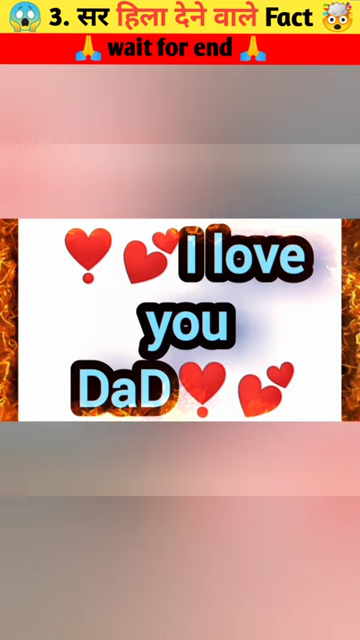 😱 3. सर हिला देने वाले Fact 🤯
🙏 wait for end 🙏
❣️ 💕 I love
you
DaD ❣️ 💕